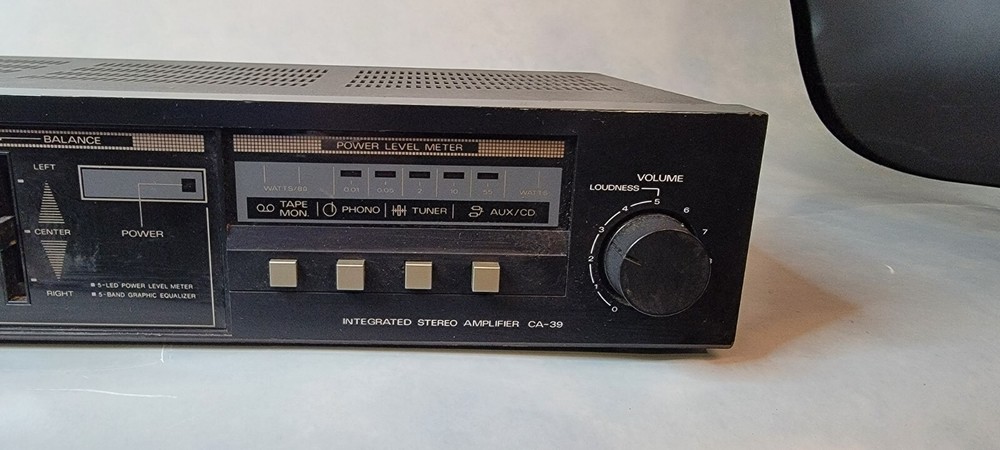 BALANCE
LEFT
CENTER
RIGHT
POWER
5-LED POWER LEVEL METER
5-BAND GRAPHIC EQUALIZER
POWER LEVEL METER
WATTS/8Ω 0.01 0.05 2 10 55 WATTS
TAPE MON. PHONO TUNER AUX/CD
INTEGRATED STEREO AMPLIFIER CA-39
VOLUME
LOUDNESS
0 1 2 3 4 5 6 7 8